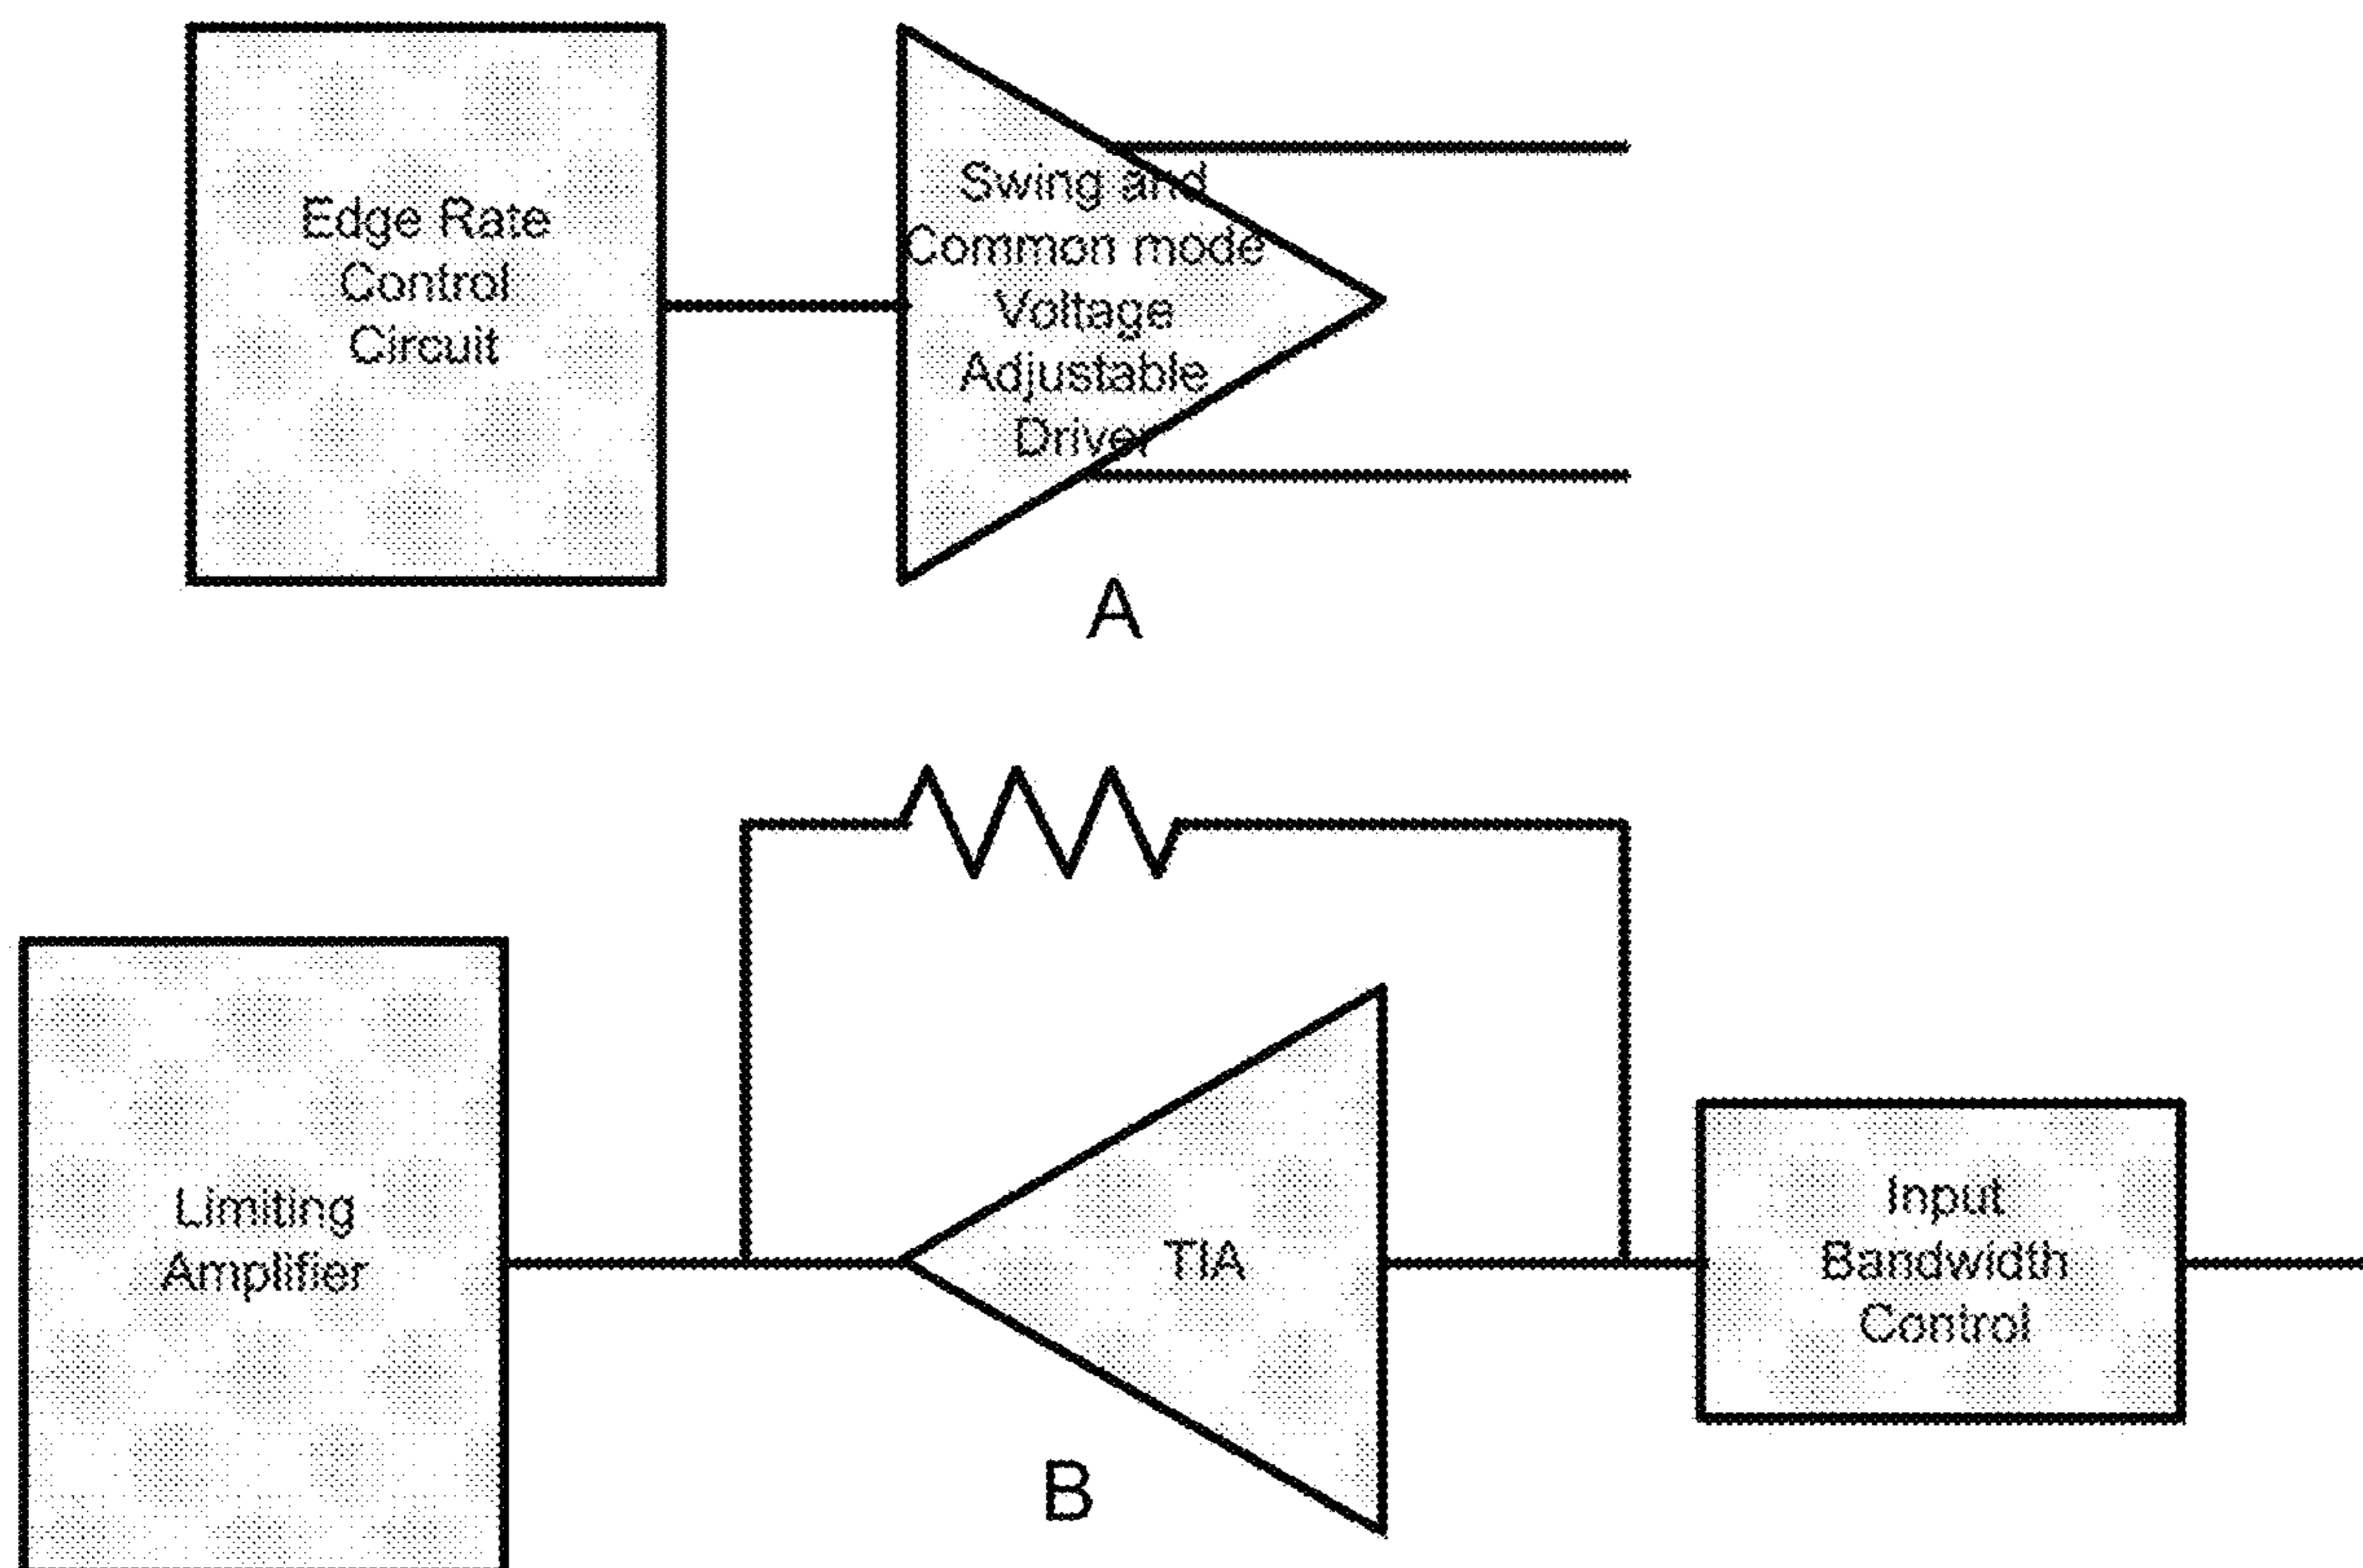 Edge Rate
Control
Circuit
Swing and
Common mode
Voltage
Adjustable
Driver
A
Limiting
Amplifier
TIA
Input
Bandwidth
Control
B